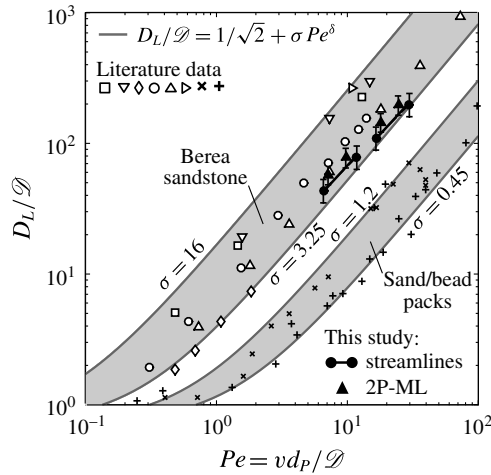 D_L/𝒟 = 1/√2 + σ Pe^δ
Literature data
Berea
sandstone
σ = 16
σ = 3.25
σ = 1.2
σ = 0.45
Sand/bead
packs
This study:
streamlines
2P-ML
D_L/𝒟
10^3
10^2
10^1
10^0
10^-1
10^0
10^1
10^2
Pe = vd_P/𝒟